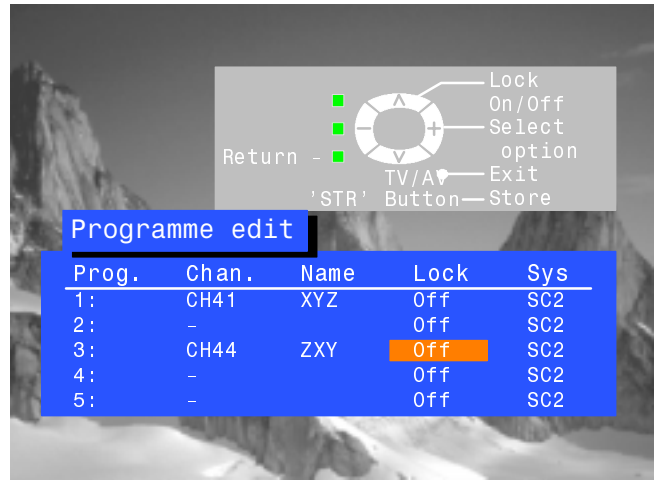 Lock
On/Off
Select
option
Return –
TV/AV
Exit
'STR' Button
Store
Programme edit
Prog. Chan. Name Lock Sys
1: CH41 XYZ Off SC2
2: – Off SC2
3: CH44 ZXY Off SC2
4: – Off SC2
5: – Off SC2